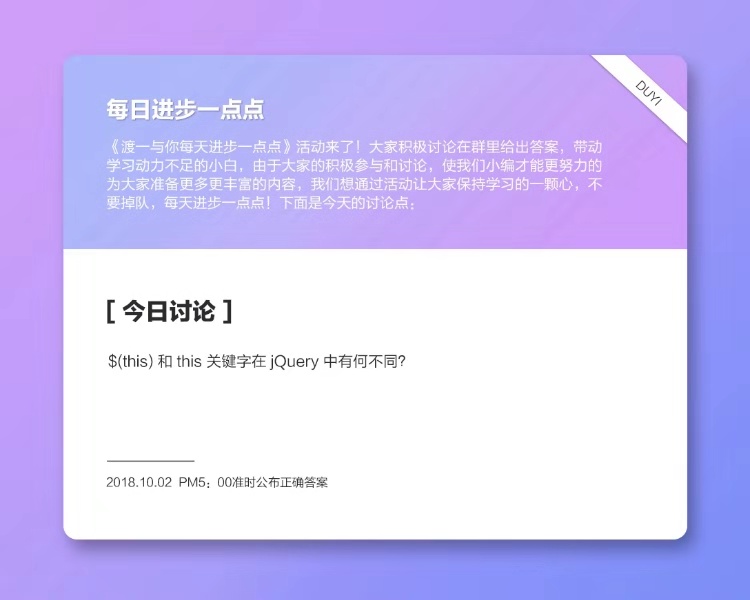 每日进步一点点
DUYI
《渡一与你每天进步一点点》活动来了！大家积极讨论在群里给出答案，带动
学习动力不足的小白，由于大家的积极参与和讨论，使我们小编才能更努力的
为大家准备更多更丰富的内容，我们想通过活动让大家保持学习的一颗心，不
要掉队，每天进步一点点！下面是今天的讨论点：
[ 今日讨论 ]
$(this) 和 this 关键字在 jQuery 中有何不同?
2018.10.02 PM5：00准时公布正确答案